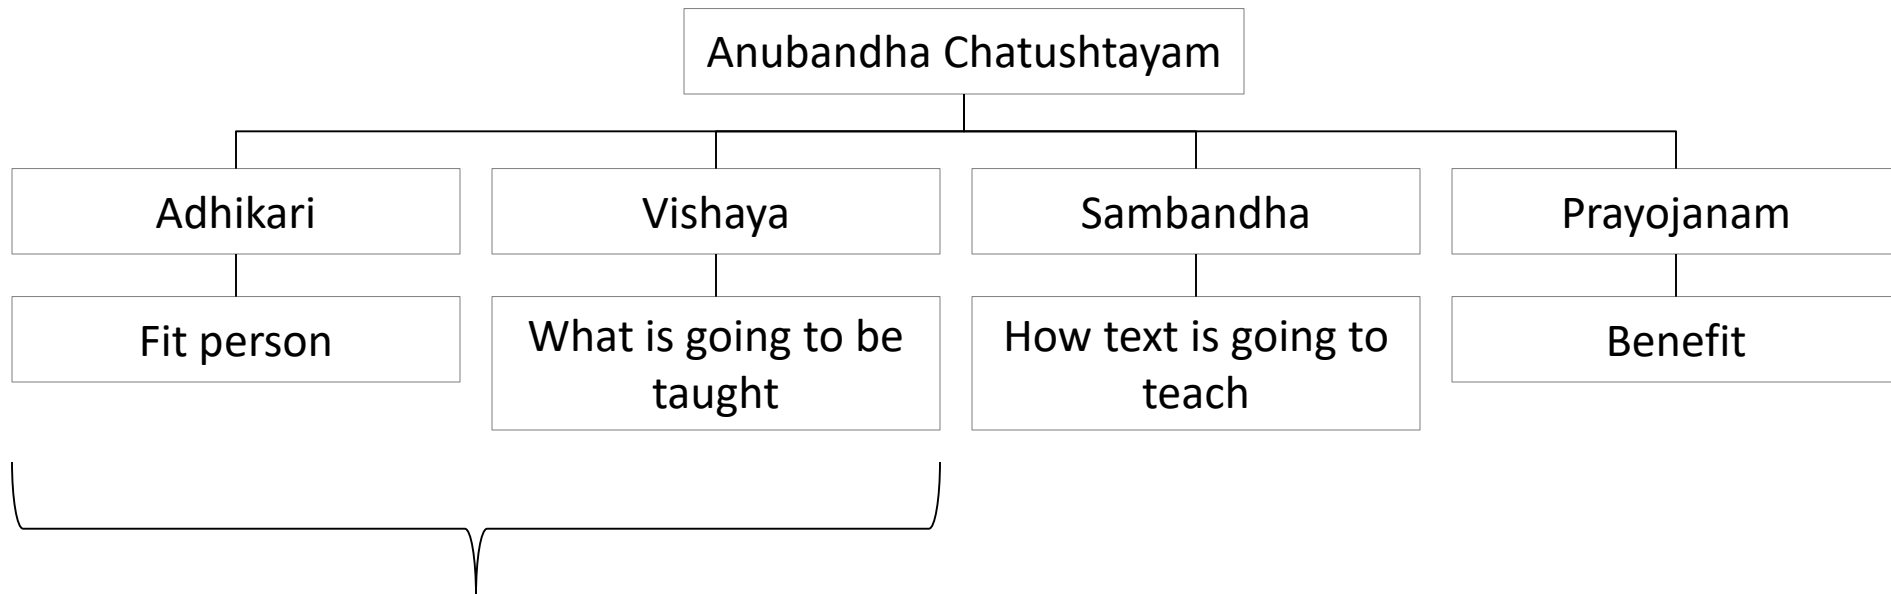 Anubandha Chatushtayam
Adhikari
Vishaya
Sambandha
Prayojanam
Fit person
What is going to be
taught
How text is going to
teach
Benefit